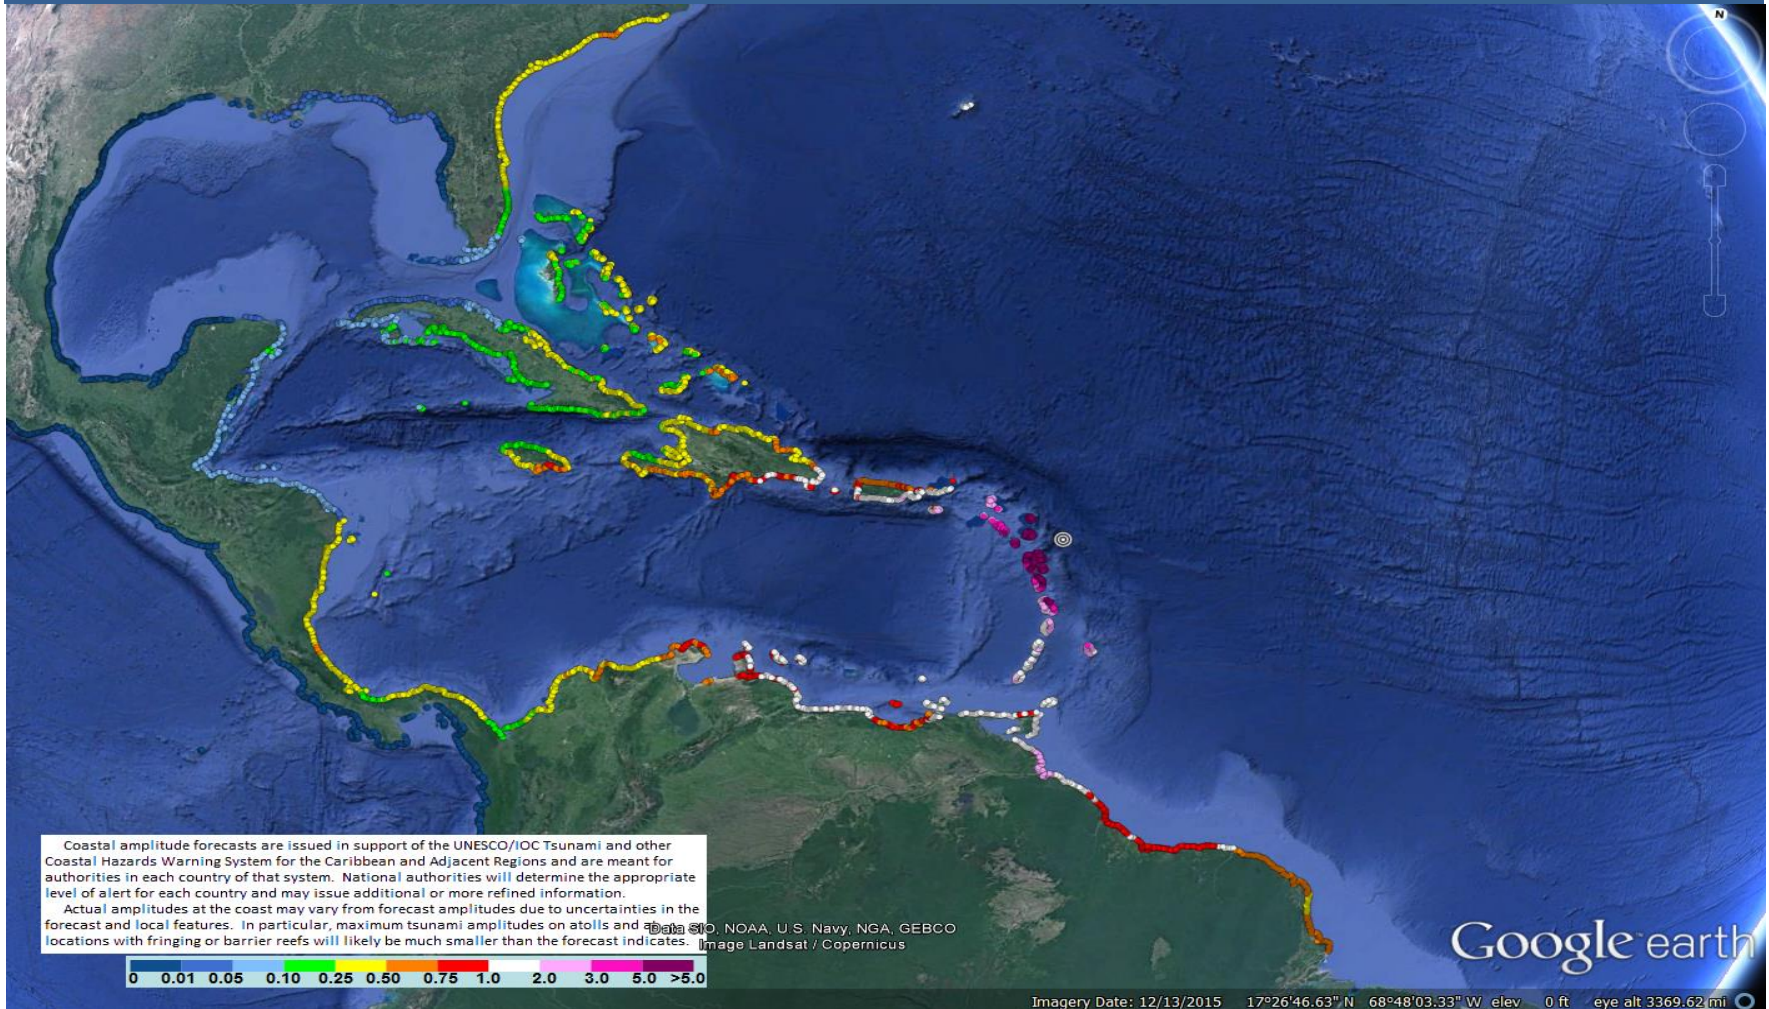 N
Coastal amplitude forecasts are issued in support of the UNESCO/IOC Tsunami and other
Coastal Hazards Warning System for the Caribbean and Adjacent Regions and are meant for
authorities in each country of that system. National authorities will determine the appropriate
level of alert for each country and may issue additional or more refined information.
Actual amplitudes at the coast may vary from forecast amplitudes due to uncertainties in the
forecast and local features. In particular, maximum tsunami amplitudes on atolls and at
locations with fringing or barrier reefs will likely be much smaller than the forecast indicates.
Data SIO, NOAA, U.S. Navy, NGA, GEBCO
Image Landsat / Copernicus
0 0.01 0.05 0.10 0.25 0.50 0.75 1.0 2.0 3.0 5.0 >5.0
Google earth
Imagery Date: 12/13/2015 17°26'46.63" N 68°48'03.33" W elev 0 ft eye alt 3369.62 mi